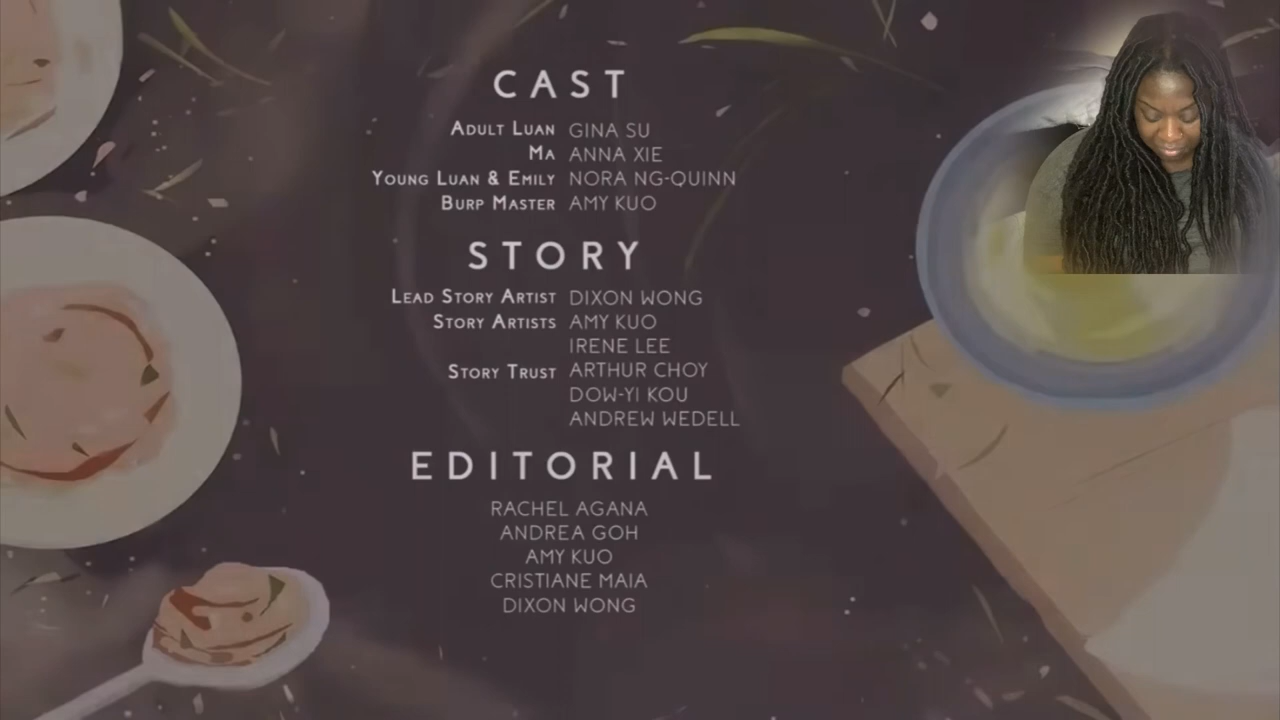 CAST
ADULT LUAN GINA SU
MA ANNA XIE
YOUNG LUAN & EMILY NORA NG-QUINN
BURP MASTER AMY KUO
STORY
LEAD STORY ARTIST DIXON WONG
STORY ARTISTS AMY KUO
IRENE LEE
STORY TRUST ARTHUR CHOY
DOW-YI KOU
ANDREW WEDELL
EDITORIAL
RACHEL AGANA
ANDREA GOH
AMY KUO
CRISTIANE MAIA
DIXON WONG